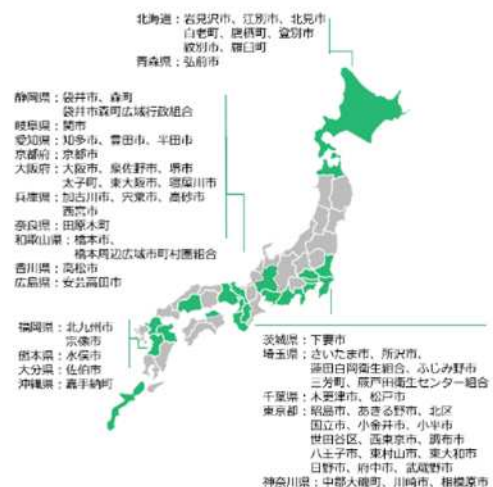 北海道：岩見沢市、江別市、北見市
白老町、鷹栖町、登別市
紋別市、羅臼町
青森県：弘前市
静岡県：袋井市、森町
袋井市森町広域行政組合
岐阜県：関市
愛知県：知多市、豊田市、半田市
京都府：京都市
大阪府：大阪市、泉佐野市、堺市
太子町、東大阪市、寝屋川市
兵庫県：加古川市、宍粟市、高砂市
西宮市
奈良県：田原本町
和歌山県：橋本市、
橋本周辺広域市町村圏組合
香川県：高松市
広島県：安芸高田市
福岡県：北九州市
宗像市
熊本県：水俣市
大分県：佐伯市
沖縄県：嘉手納町
茨城県：下妻市
埼玉県：さいたま市、所沢市、
蓮田白岡衛生組合、ふじみ野市
三芳町、蕨戸田衛生センター組合
千葉県：木更津市、松戸市
東京都：昭島市、あきる野市、北区
国立市、小金井市、小平市
世田谷区、西東京市、調布市
八王子市、東村山市、東大和市
日野市、府中市、武蔵野市
神奈川県：中郡大磯町、川崎市、相模原市